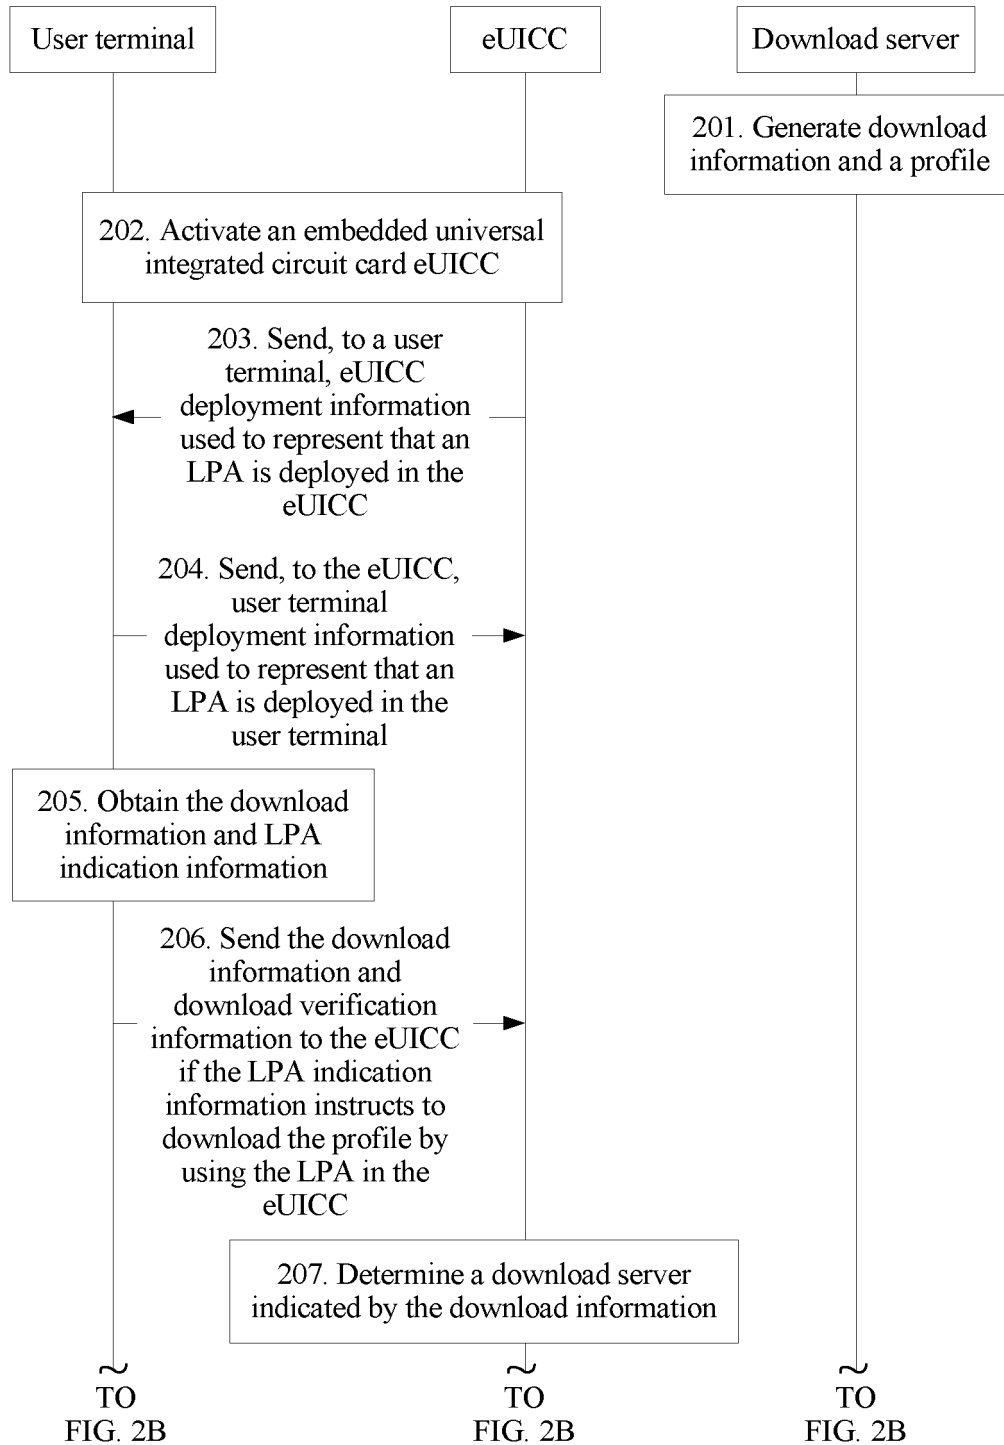 User terminal
eUICC
Download server
201. Generate download
information and a profile
202. Activate an embedded universal
integrated circuit card eUICC
203. Send, to a user
terminal, eUICC
deployment information
used to represent that an
LPA is deployed in the
eUICC
204. Send, to the eUICC,
user terminal
deployment information
used to represent that an
LPA is deployed in the
user terminal
205. Obtain the download
information and LPA
indication information
206. Send the download
information and
download verification
information to the eUICC
if the LPA indication
information instructs to
download the profile by
using the LPA in the
eUICC
207. Determine a download server
indicated by the download information
TO
FIG. 2B
TO
FIG. 2B
TO
FIG. 2B